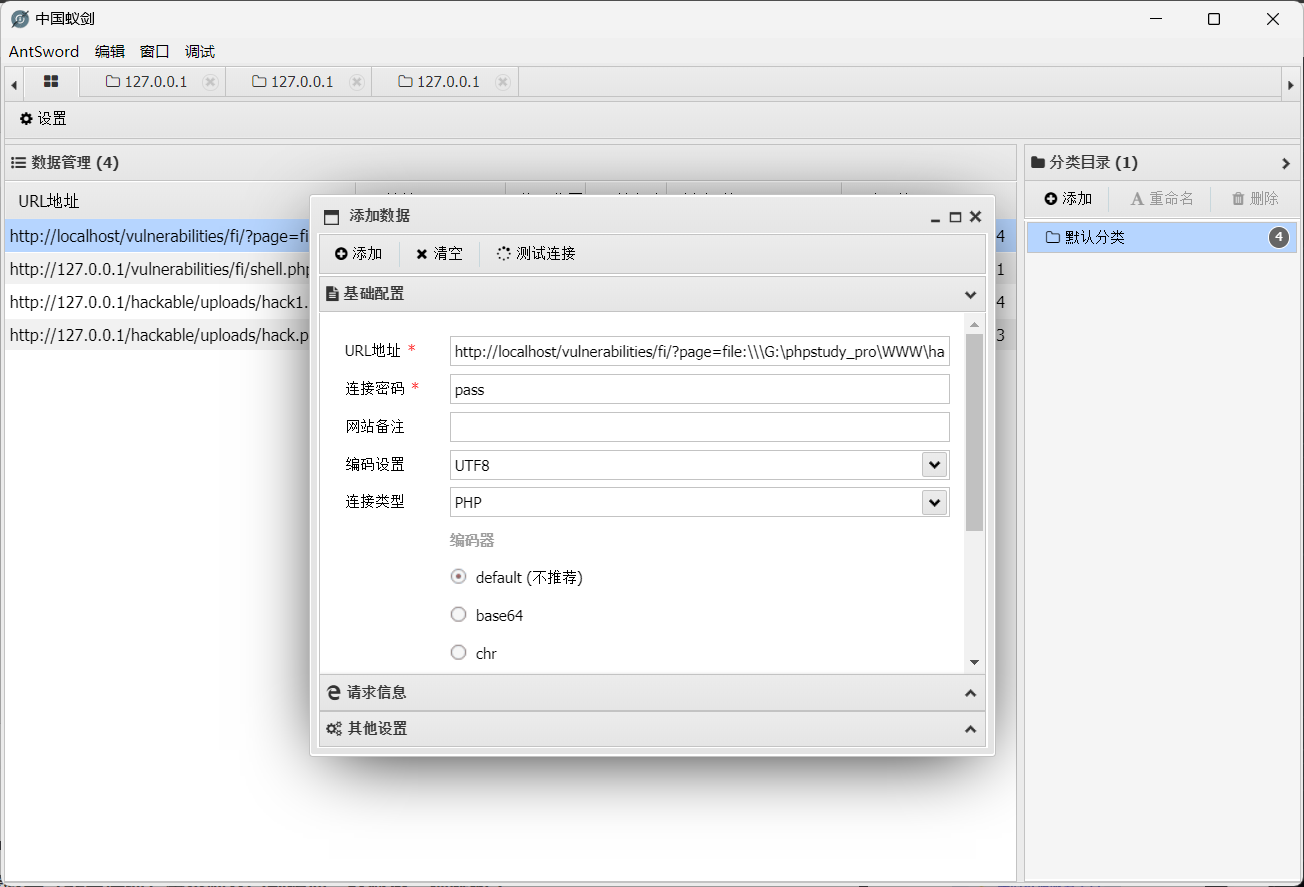 中国蚁剑
AntSword 编辑 窗口 调试
127.0.0.1 127.0.0.1 127.0.0.1
设置
数据管理 (4)
分类目录 (1)
URL地址
添加 重命名 删除
http://localhost/vulnerabilities/fi/?page=fi
4
http://127.0.0.1/vulnerabilities/fi/shell.php
1
http://127.0.0.1/hackable/uploads/hack1.
4
http://127.0.0.1/hackable/uploads/hack.p
3
默认分类 4
添加数据
添加 清空 测试连接
基础配置
URL地址 * http://localhost/vulnerabilities/fi/?page=file:\\\G:\phpstudy_pro\WWW\ha
连接密码 * pass
网站备注
编码设置 UTF8
连接类型 PHP
编码器
default (不推荐)
base64
chr
请求信息
其他设置